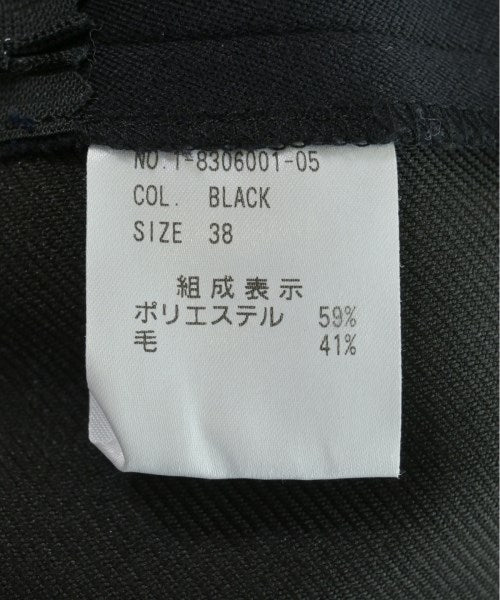 NO.T-8306001-05
COL. BLACK
SIZE 38
組成表示
ポリエステル 59%
毛 41%